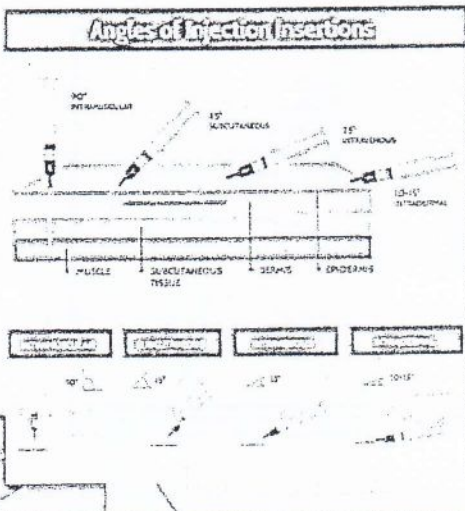 Angles of Injection Insertions
90°
INTRAMUSCULAR
45°
SUBCUTANEOUS
25°
INTRAVENOUS
10-15°
INTRADERMAL
MUSCLE
SUBCUTANEOUS
TISSUE
DERMIS
EPIDERMIS
90°
45°
25°
10-15°